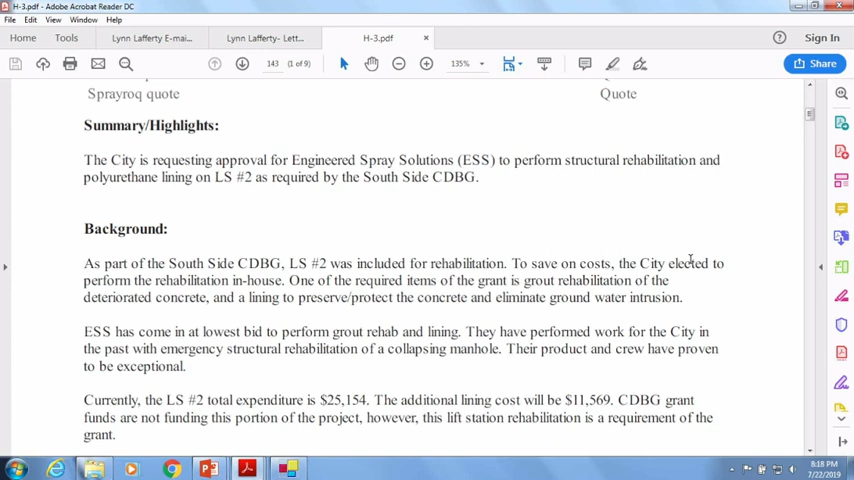 H-3.pdf - Adobe Acrobat Reader DC
File Edit View Window Help
Home Tools Lynn Lafferty E-mai... Lynn Lafferty- Lett... H-3.pdf × Sign In
143 (1 of 9) 135% Share
Sprayroq quote Quote
Summary/Highlights:
The City is requesting approval for Engineered Spray Solutions (ESS) to perform structural rehabilitation and
polyurethane lining on LS #2 as required by the South Side CDBG.
Background:
As part of the South Side CDBG, LS #2 was included for rehabilitation. To save on costs, the City elected to
perform the rehabilitation in-house. One of the required items of the grant is grout rehabilitation of the
deteriorated concrete, and a lining to preserve/protect the concrete and eliminate ground water intrusion.
ESS has come in at lowest bid to perform grout rehab and lining. They have performed work for the City in
the past with emergency structural rehabilitation of a collapsing manhole. Their product and crew have proven
to be exceptional.
Currently, the LS #2 total expenditure is $25,154. The additional lining cost will be $11,569. CDBG grant
funds are not funding this portion of the project, however, this lift station rehabilitation is a requirement of the
grant.
8:18 PM
7/22/2019